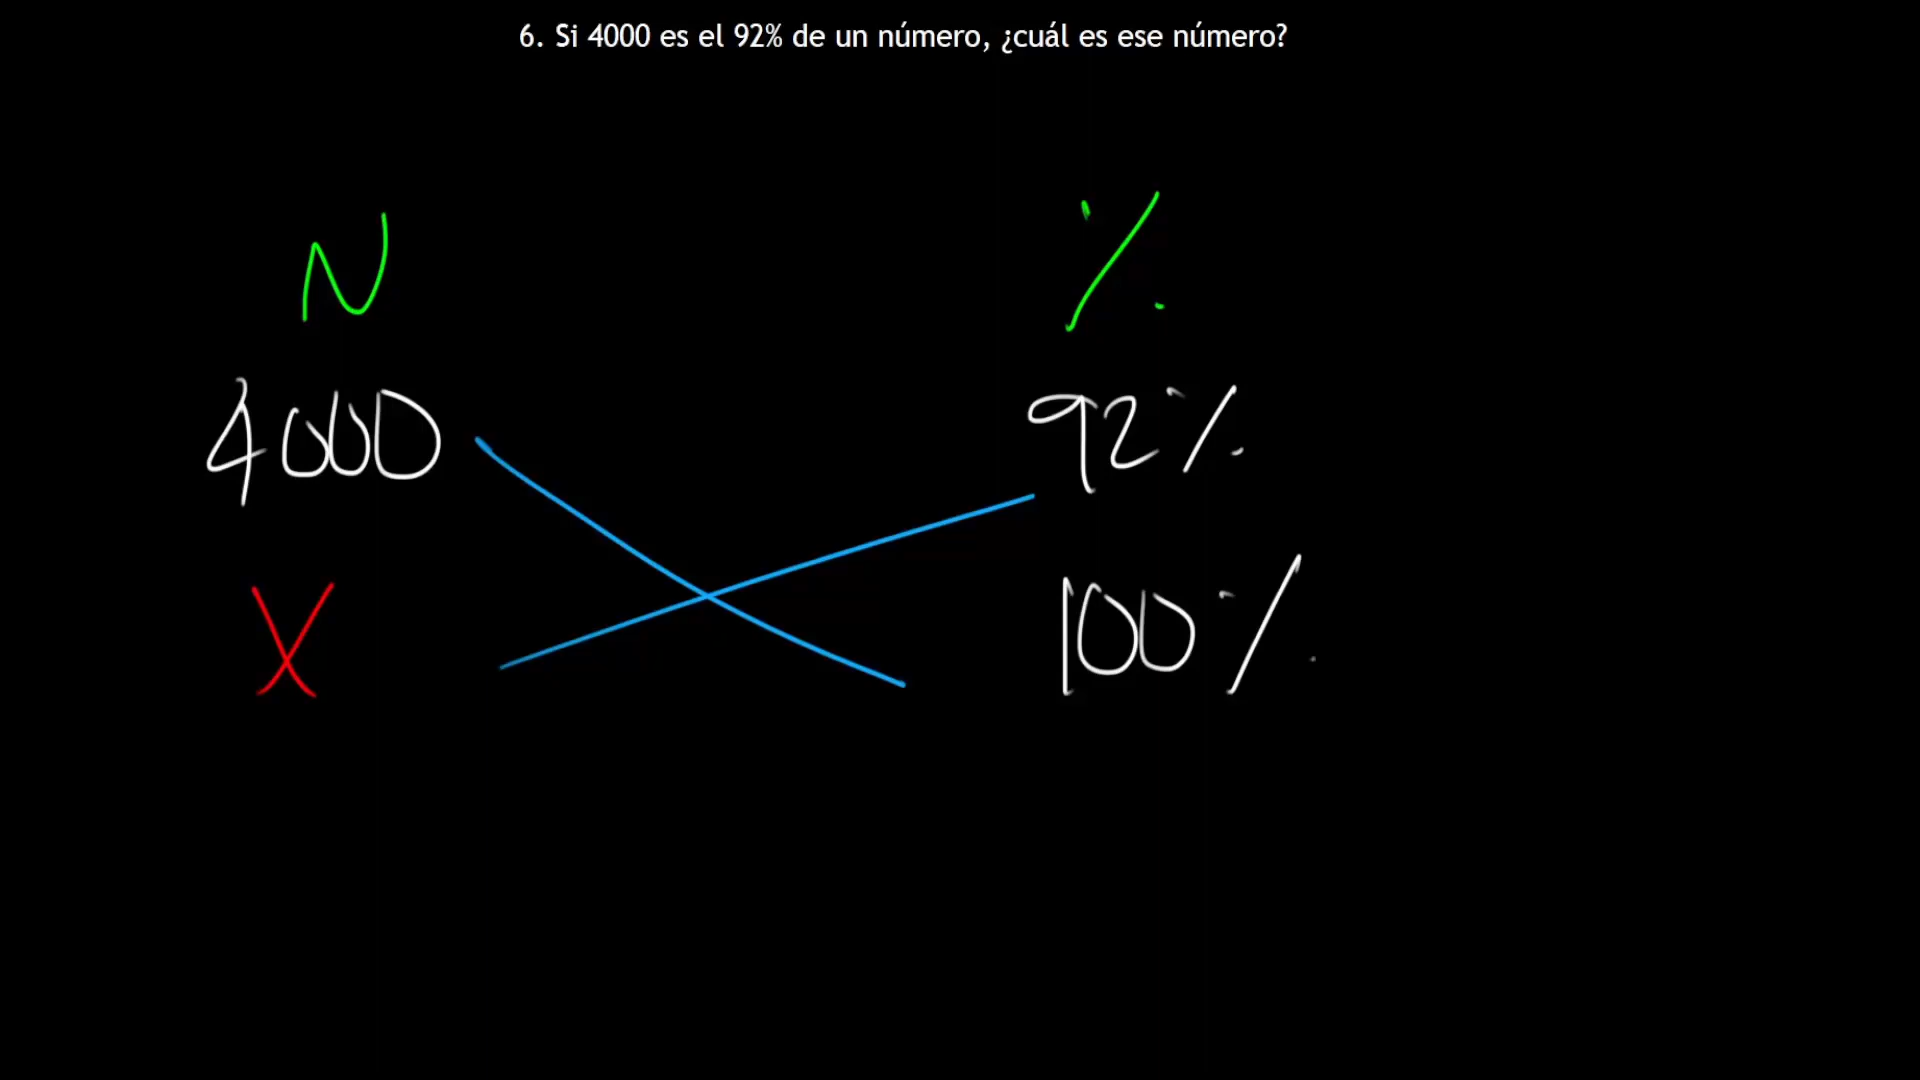 6. Si 4000 es el 92% de un número, ¿cuál es ese número?
N %
4000 92%
X 100%